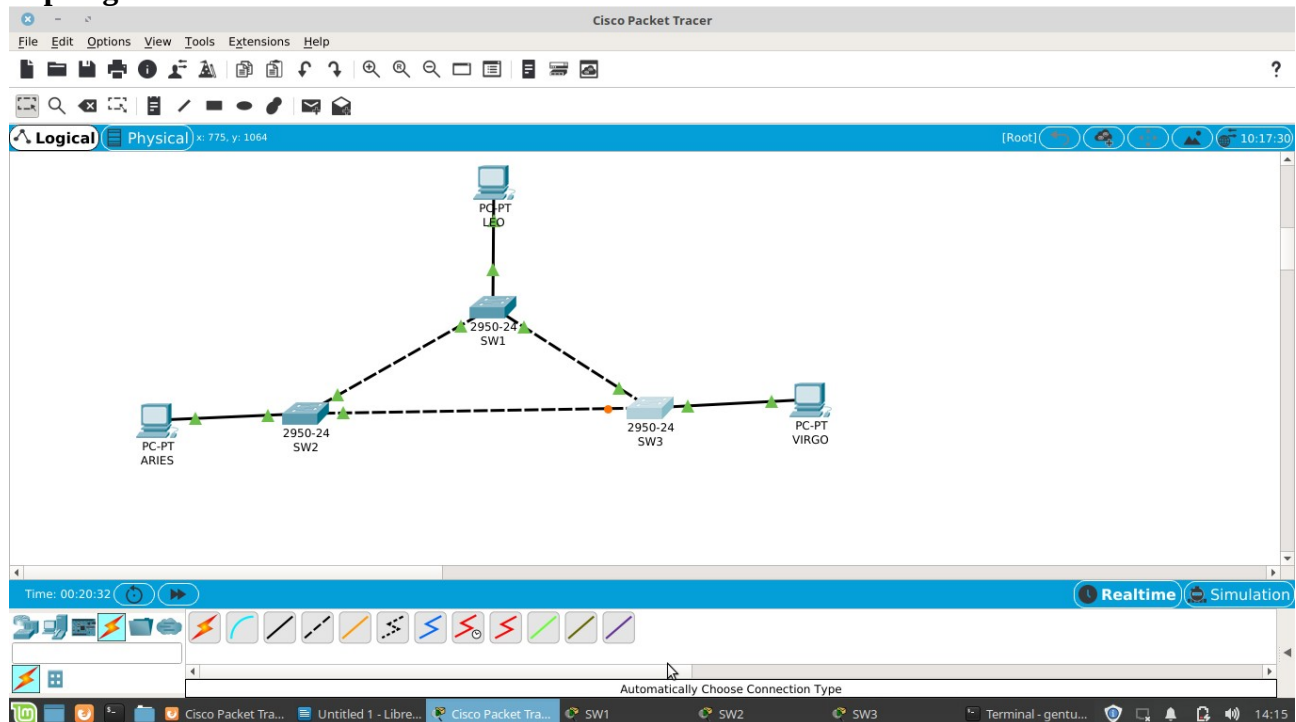 Cisco Packet Tracer
File Edit Options View Tools Extensions Help
?
Logical Physical x: 775, y: 1064 [Root] 10:17:30
PC-PT
LEO
2950-24
SW1
2950-24
SW2
2950-24
SW3
PC-PT
VIRGO
PC-PT
ARIES
Time: 00:20:32 Realtime Simulation
Automatically Choose Connection Type
Cisco Packet Tra... Untitled 1 - Libre... Cisco Packet Tra... SW1 SW2 SW3 Terminal - gentu... 14:15